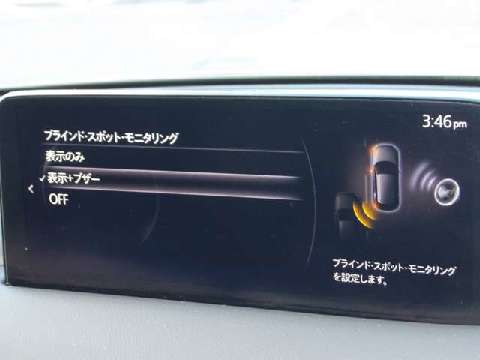 3:46pm
ブラインド・スポット・モニタリング
表示のみ
✓表示+ブザー
OFF
ブラインド・スポット・モニタリング
を設定します。